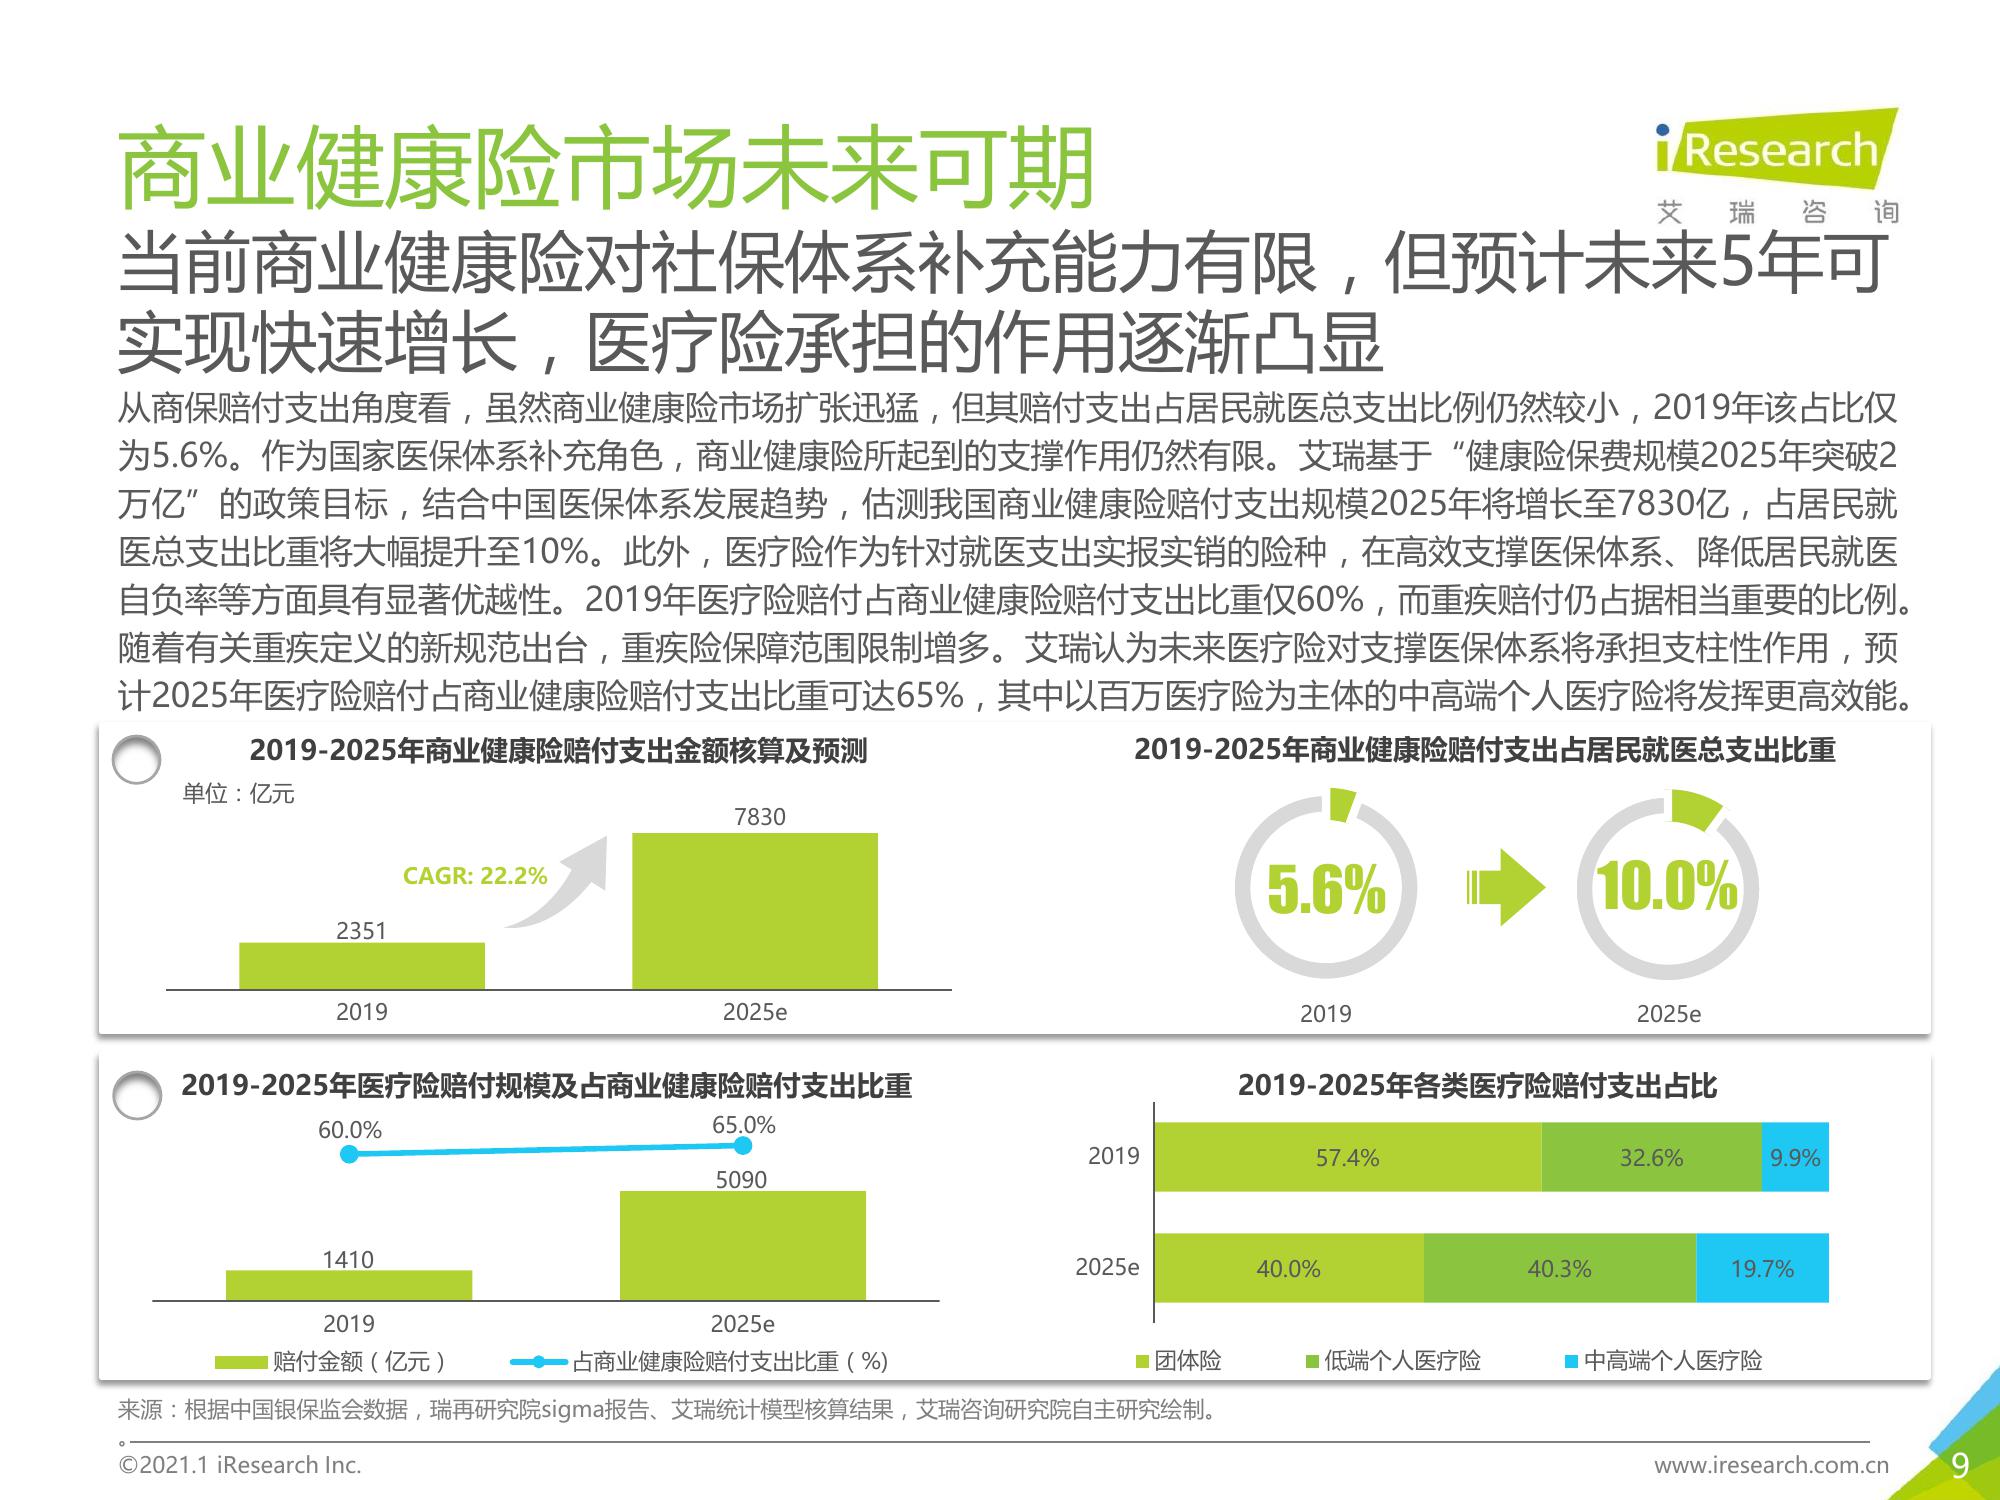 商业健康险市场未来可期
iResearch
艾瑞咨询
当前商业健康险对社保体系补充能力有限，但预计未来5年可
实现快速增长，医疗险承担的作用逐渐凸显
从商保赔付支出角度看，虽然商业健康险市场扩张迅猛，但其赔付支出占居民就医总支出比例仍然较小，2019年该占比仅
为5.6%。作为国家医保体系补充角色，商业健康险所起到的支撑作用仍然有限。艾瑞基于“健康险保费规模2025年突破2
万亿”的政策目标，结合中国医保体系发展趋势，估测我国商业健康险赔付支出规模2025年将增长至7830亿，占居民就
医总支出比重将大幅提升至10%。此外，医疗险作为针对就医支出实报实销的险种，在高效支撑医保体系、降低居民就医
自负率等方面具有显著优越性。2019年医疗险赔付占商业健康险赔付支出比重仅60%，而重疾赔付仍占据相当重要的比例。
随着有关重疾定义的新规范出台，重疾险保障范围限制增多。艾瑞认为未来医疗险对支撑医保体系将承担支柱性作用，预
计2025年医疗险赔付占商业健康险赔付支出比重可达65%，其中以百万医疗险为主体的中高端个人医疗险将发挥更高效能。
2019-2025年商业健康险赔付支出金额核算及预测
单位：亿元
7830
CAGR: 22.2%
2351
2019
2025e
2019-2025年商业健康险赔付支出占居民就医总支出比重
5.6%
10.0%
2019
2025e
2019-2025年医疗险赔付规模及占商业健康险赔付支出比重
60.0%
65.0%
5090
1410
2019
2025e
赔付金额（亿元）
占商业健康险赔付支出比重（%)
2019-2025年各类医疗险赔付支出占比
2019
57.4%
32.6%
9.9%
2025e
40.0%
40.3%
19.7%
团体险
低端个人医疗险
中高端个人医疗险
来源：根据中国银保监会数据，瑞再研究院sigma报告、艾瑞统计模型核算结果，艾瑞咨询研究院自主研究绘制。
。
©2021.1 iResearch Inc.
www.iresearch.com.cn
9